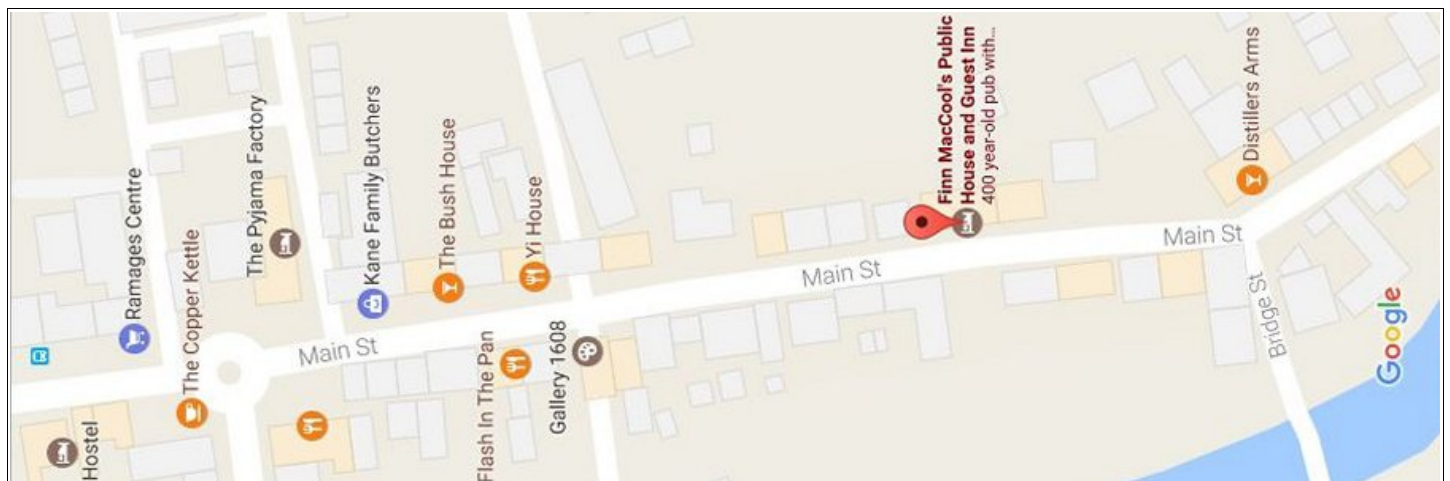 Ramages Centre
The Copper Kettle
Hostel
The Pyjama Factory
Kane Family Butchers
The Bush House
Yi House
Flash In The Pan
Gallery 1608
Main St
Main St
Main St
Finn MacCool's Public
House and Guest Inn
400 year-old pub with...
Distillers Arms
Bridge St
Google